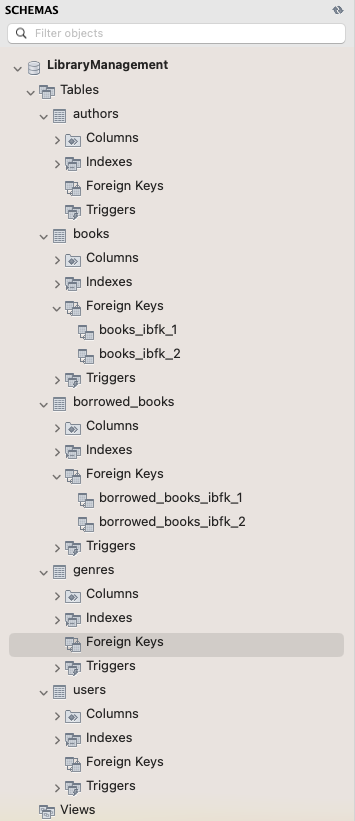 SCHEMAS
Filter objects
LibraryManagement
Tables
authors
Columns
Indexes
Foreign Keys
Triggers
books
Columns
Indexes
Foreign Keys
books_ibfk_1
books_ibfk_2
Triggers
borrowed_books
Columns
Indexes
Foreign Keys
borrowed_books_ibfk_1
borrowed_books_ibfk_2
Triggers
genres
Columns
Indexes
Foreign Keys
Triggers
users
Columns
Indexes
Foreign Keys
Triggers
Views